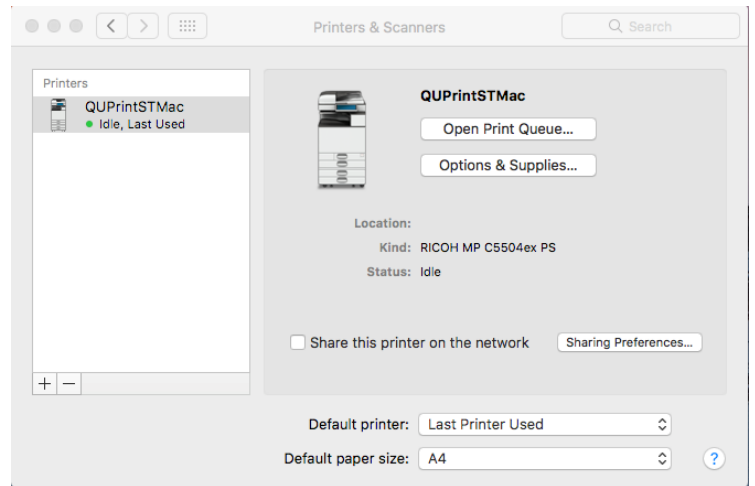 Printers & Scanners
Search
Printers
QUPrintSTMac
Idle, Last Used
QUPrintSTMac
Open Print Queue...
Options & Supplies...
Location:
Kind: RICOH MP C5504ex PS
Status: Idle
Share this printer on the network
Sharing Preferences...
+ −
Default printer: Last Printer Used
Default paper size: A4
?